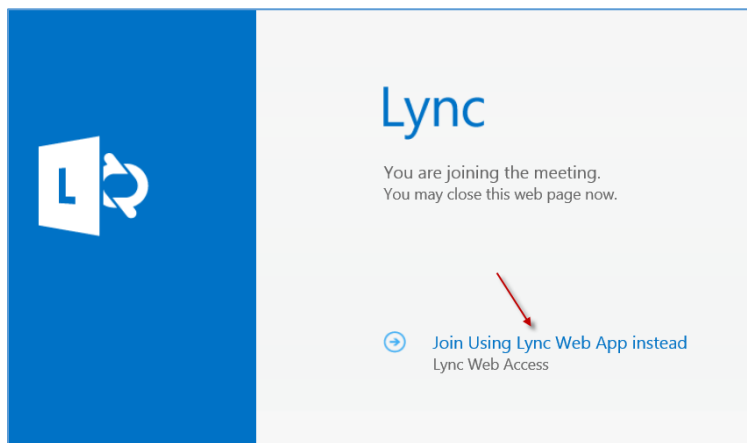 L
Lync
You are joining the meeting.
You may close this web page now.
Join Using Lync Web App instead
Lync Web Access